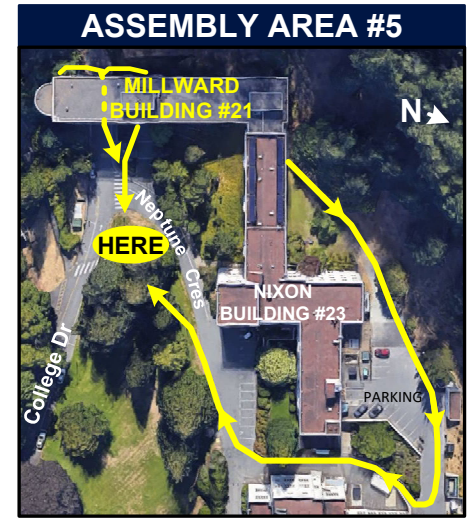 ASSEMBLY AREA #5
MILLWARD
BUILDING #21
N
Neptune Cres
HERE
NIXON
BUILDING #23
College Dr
PARKING